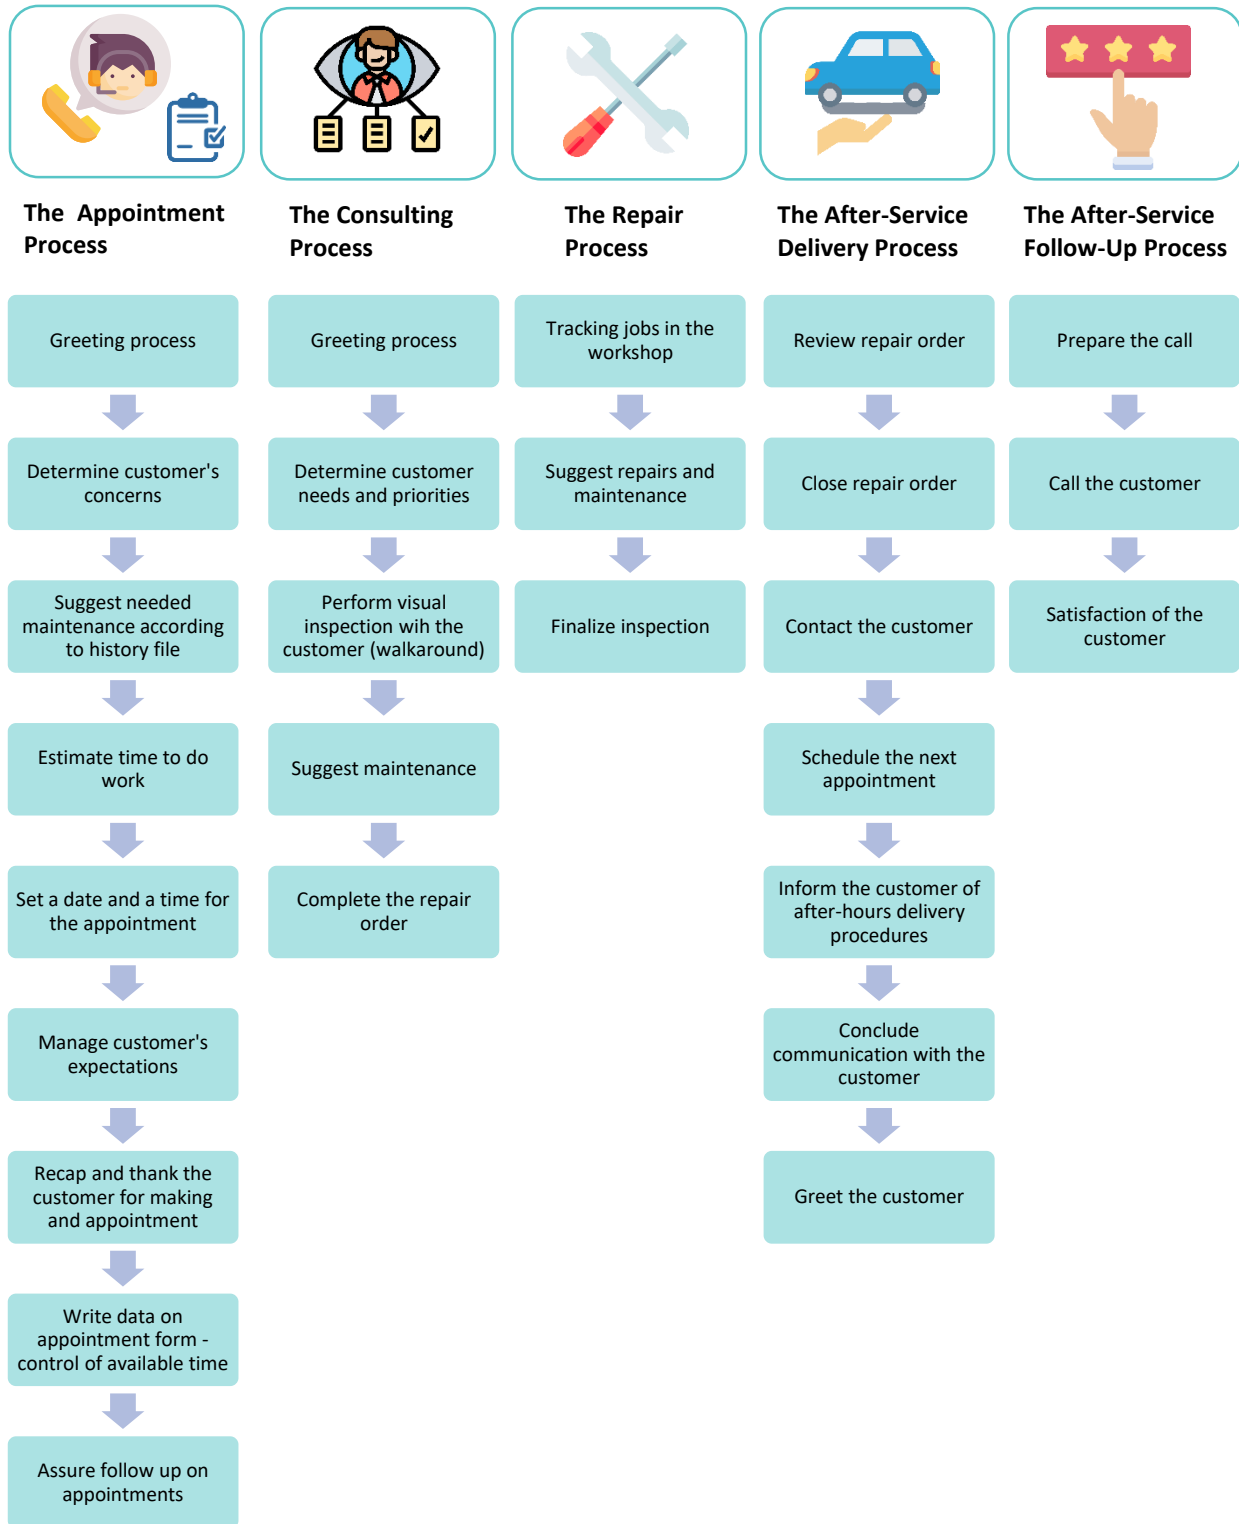 The Appointment
Process
The Consulting
Process
The Repair
Process
The After-Service
Delivery Process
The After-Service
Follow-Up Process
Greeting process
Determine customer's
concerns
Suggest needed
maintenance according
to history file
Estimate time to do
work
Set a date and a time for
the appointment
Manage customer's
expectations
Recap and thank the
customer for making
and appointment
Write data on
appointment form -
control of available time
Assure follow up on
appointments
Greeting process
Determine customer
needs and priorities
Perform visual
inspection wih the
customer (walkaround)
Suggest maintenance
Complete the repair
order
Tracking jobs in the
workshop
Suggest repairs and
maintenance
Finalize inspection
Review repair order
Close repair order
Contact the customer
Schedule the next
appointment
Inform the customer of
after-hours delivery
procedures
Conclude
communication with the
customer
Greet the customer
Prepare the call
Call the customer
Satisfaction of the
customer